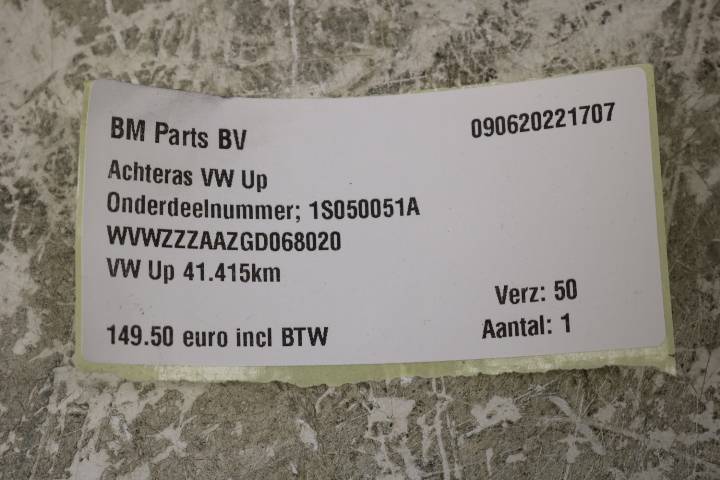 BM Parts BV
090620221707
Achteras VW Up
Onderdeelnummer; 1S050051A
WVWZZZAAZGD068020
VW Up 41.415km
Verz: 50
149.50 euro incl BTW
Aantal: 1